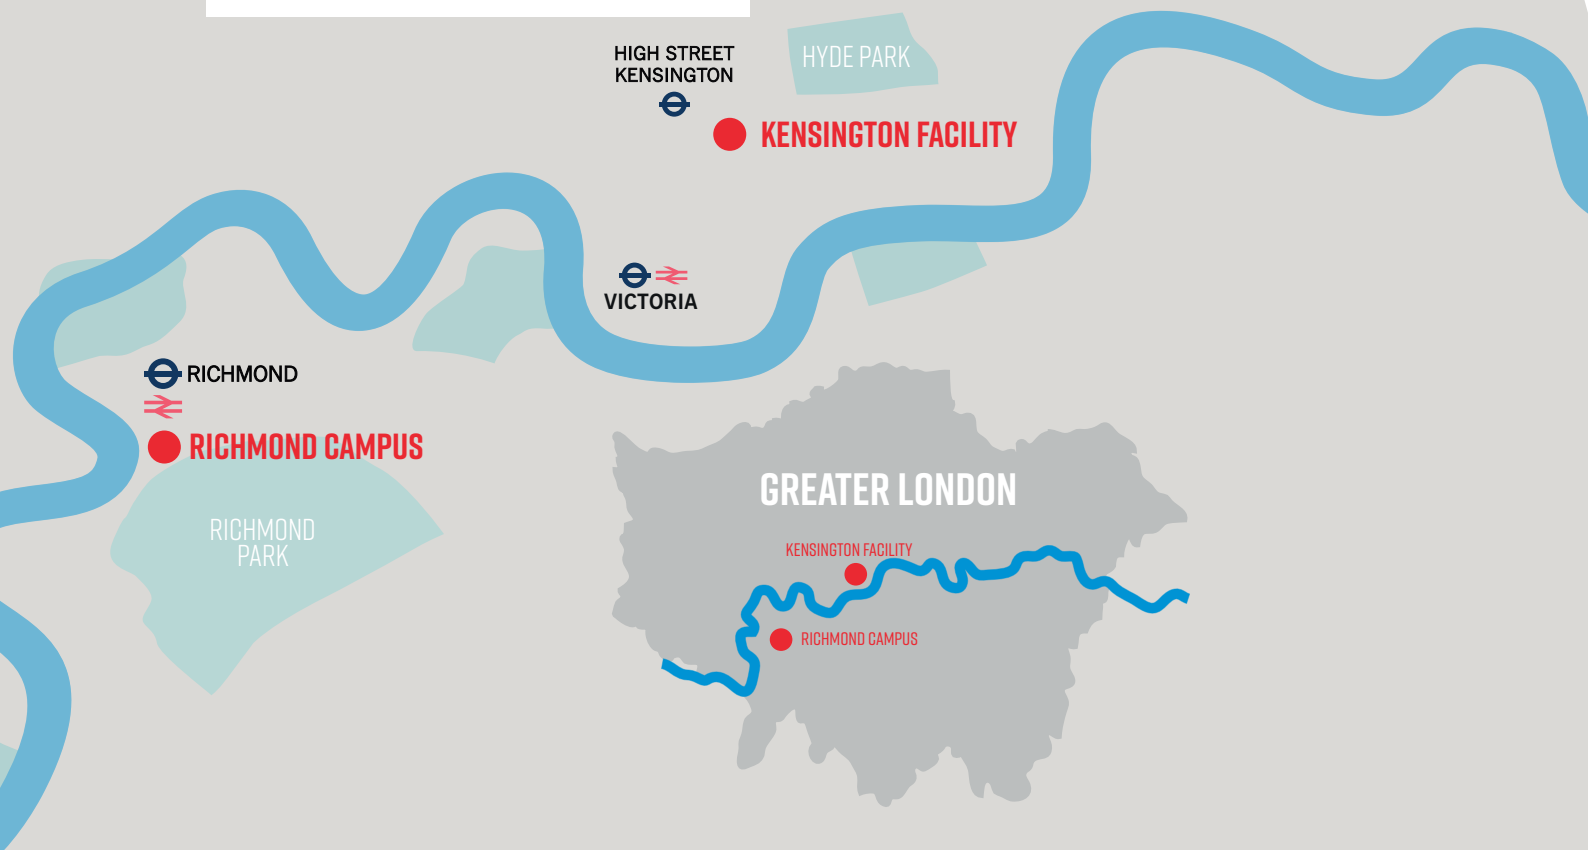 HIGH STREET
KENSINGTON
HYDE PARK
KENSINGTON FACILITY
VICTORIA
RICHMOND
RICHMOND CAMPUS
RICHMOND
PARK
GREATER LONDON
KENSINGTON FACILITY
RICHMOND CAMPUS